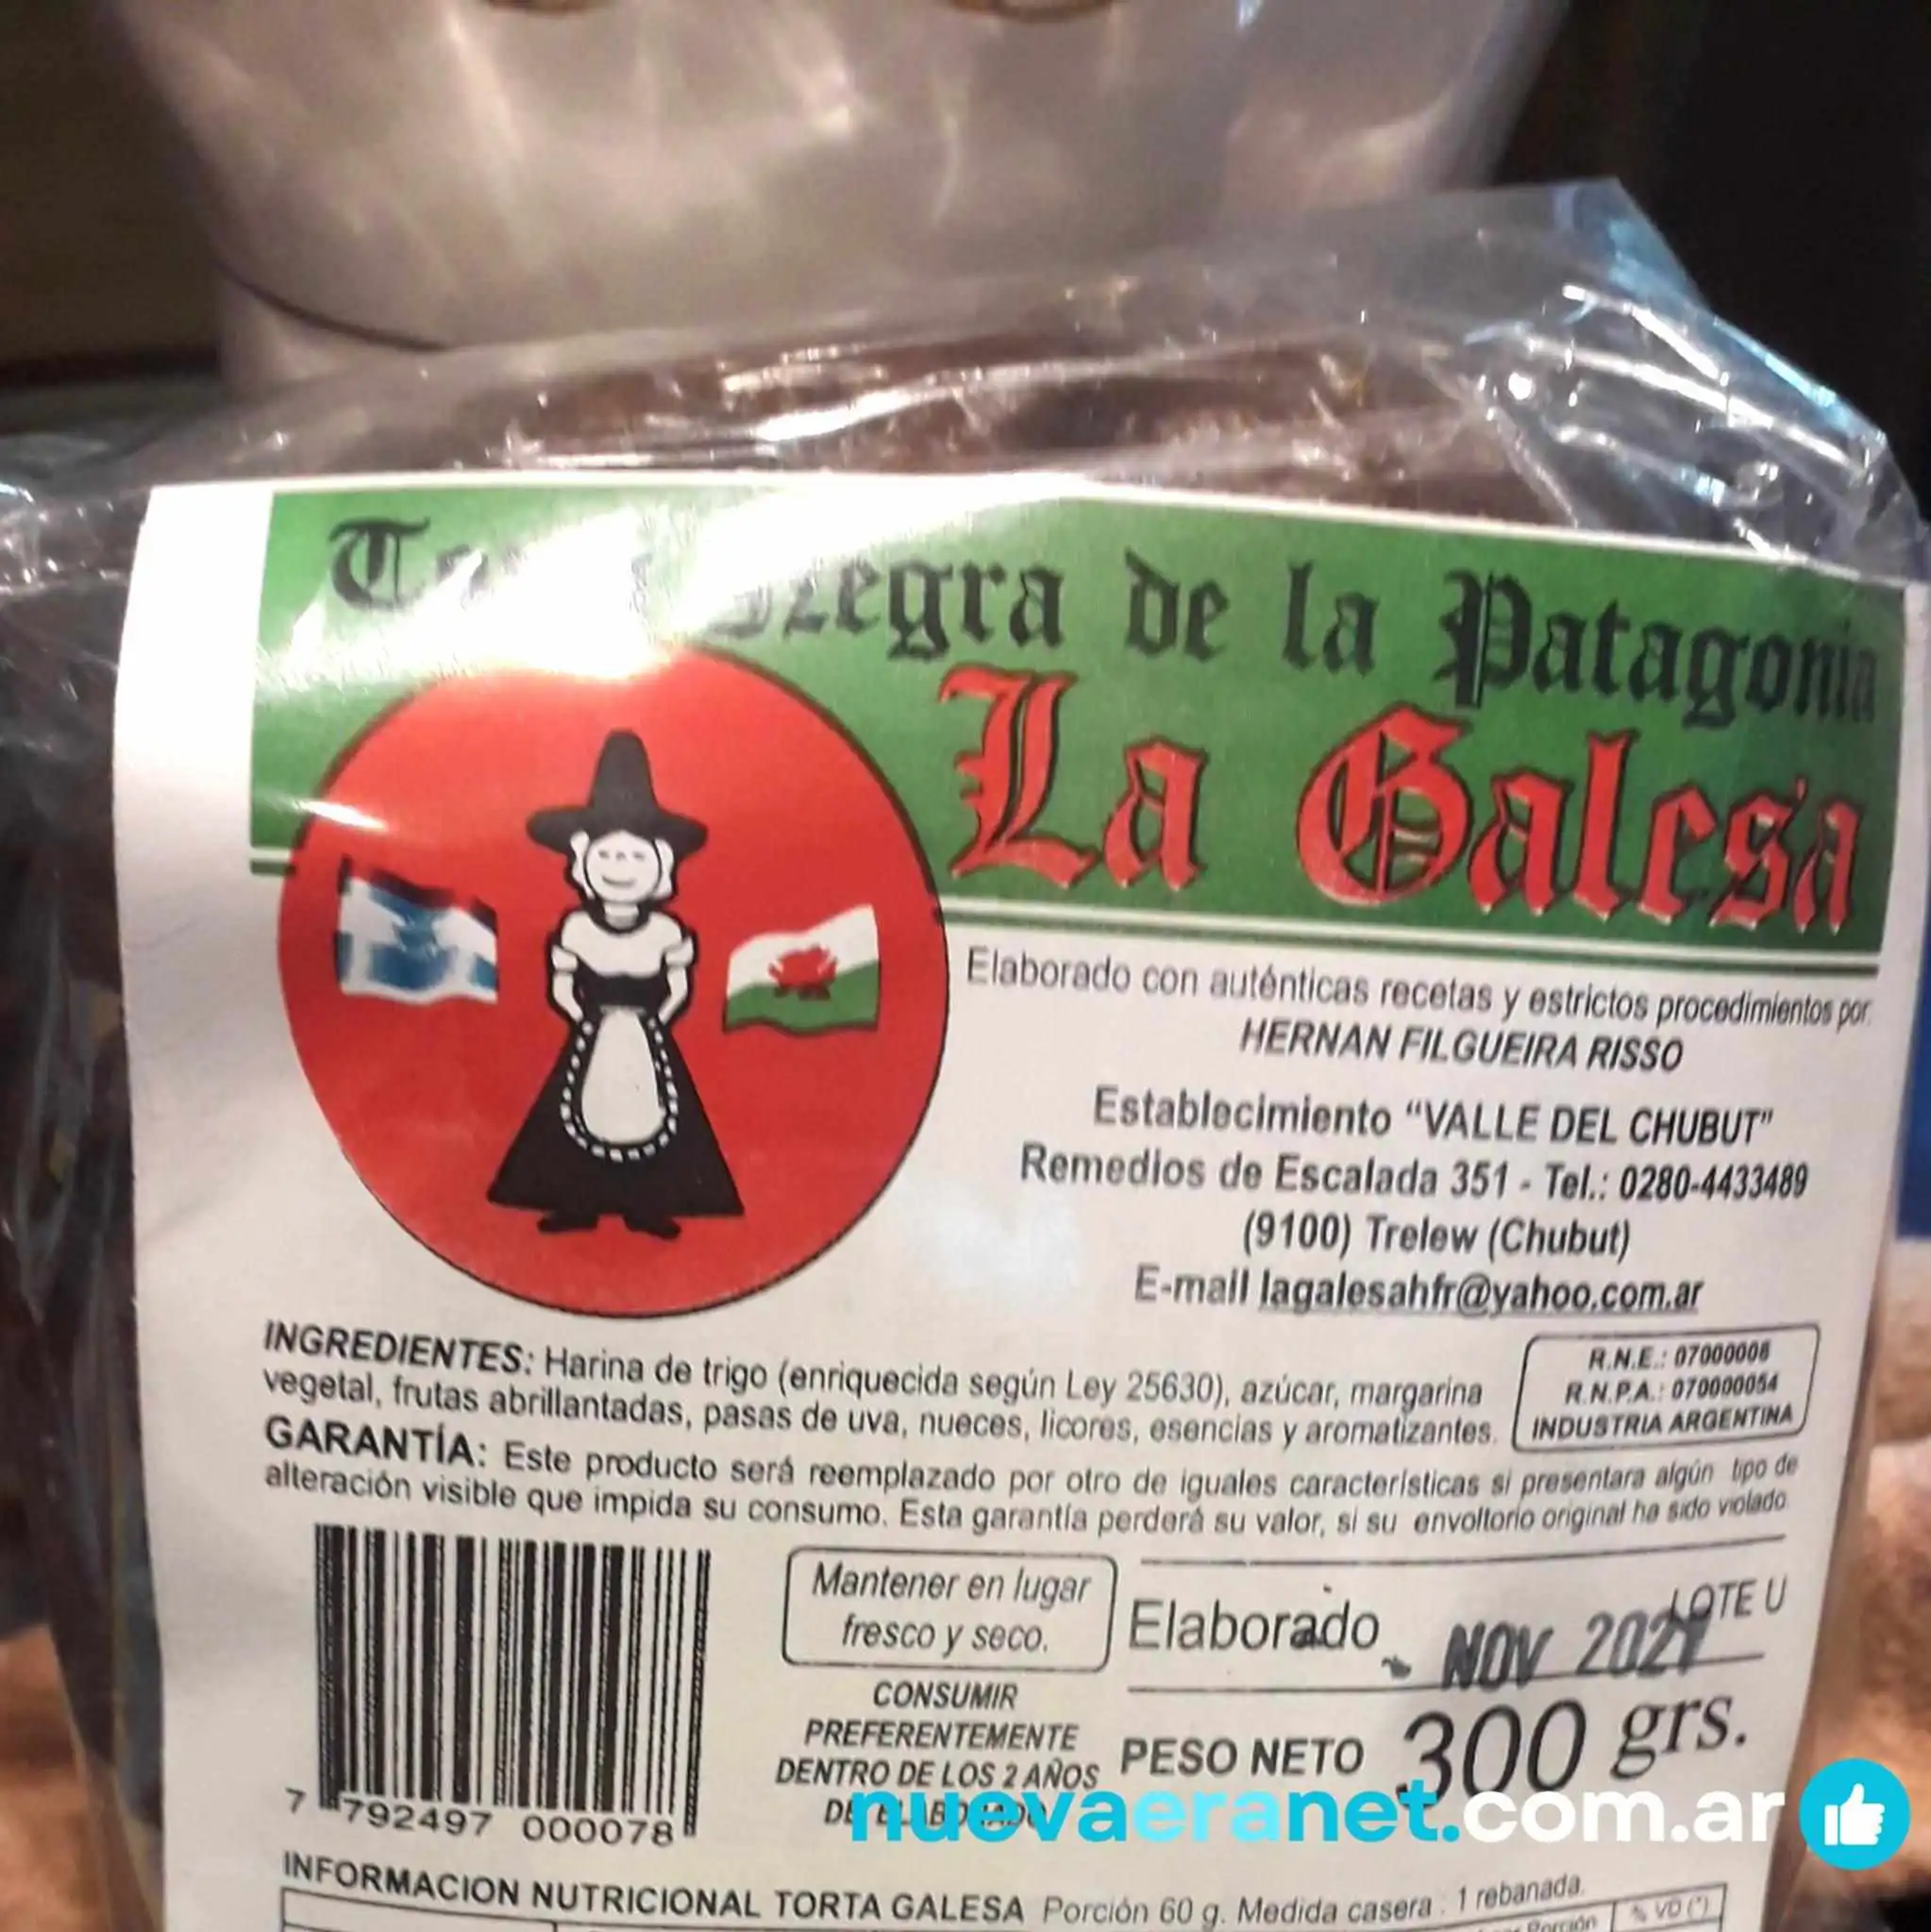 Negra de la Patagonia
La Galesa
Elaborado con auténticas recetas y estrictos procedimientos por:
HERNAN FILGUEIRA RISSO
Establecimiento “VALLE DEL CHUBUT”
Remedios de Escalada 351 - Tel.: 0280-4433489
(9100) Trelew (Chubut)
E-mail lagalesahfr@yahoo.com.ar
INGREDIENTES: Harina de trigo (enriquecida según Ley 25630), azúcar, margarina
vegetal, frutas abrillantadas, pasas de uva, nueces, licores, esencias y aromatizantes.
R.N.E.: 07000006
R.N.P.A.: 070000054
INDUSTRIA ARGENTINA
GARANTÍA: Este producto será reemplazado por otro de iguales características si presentara algún tipo de
alteración visible que impida su consumo. Esta garantía perderá su valor, si su envoltorio original ha sido violado.
Mantener en lugar
fresco y seco.
Elaborado NOV 2021 LOTE U
CONSUMIR
PREFERENTEMENTE
DENTRO DE LOS 2 AÑOS
DE ELABORADO
PESO NETO 300 grs.
7 792497 000078
nuevaeranet.com.ar
INFORMACION NUTRICIONAL TORTA GALESA Porción 60 g. Medida casera : 1 rebanada.
Porción % VD (*)